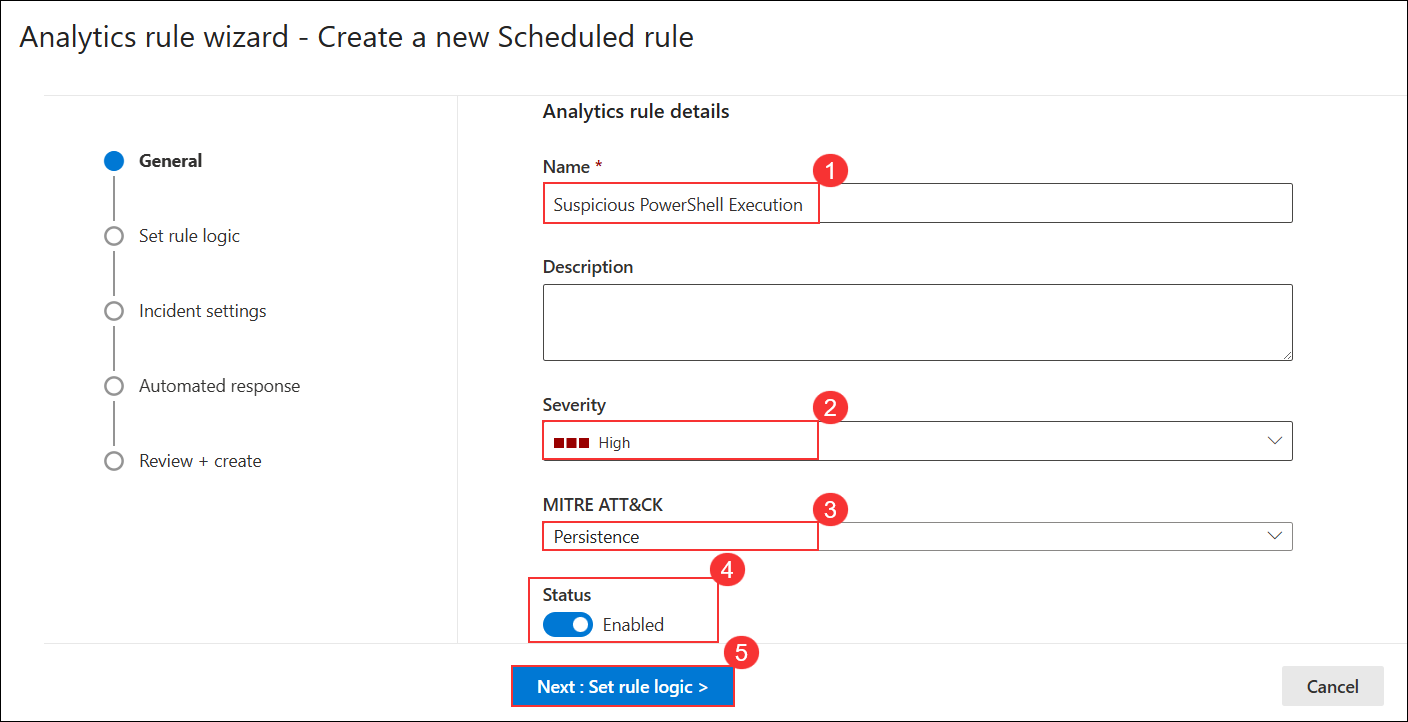 Analytics rule wizard - Create a new Scheduled rule
General
Set rule logic
Incident settings
Automated response
Review + create
Analytics rule details
Name *
1
Suspicious PowerShell Execution
Description
Severity
2
High
MITRE ATT&CK
3
Persistence
4
Status
Enabled
5
Next : Set rule logic >
Cancel